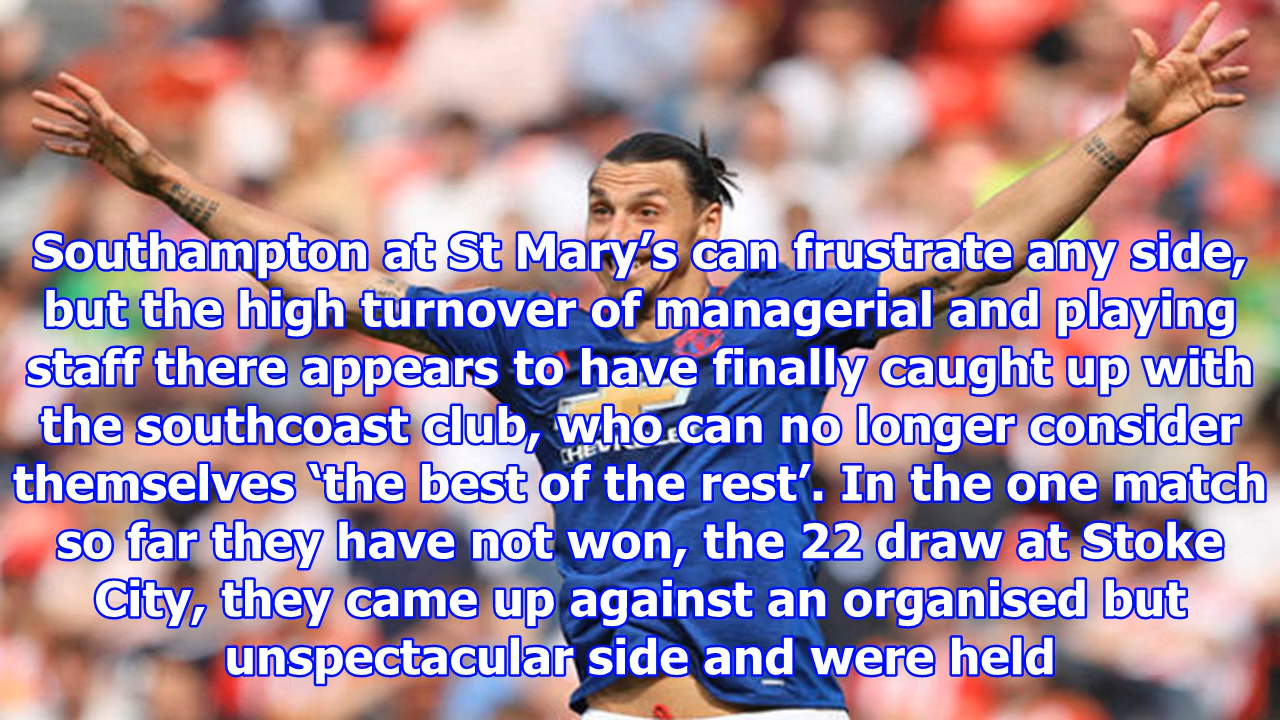 Southampton at St Mary’s can frustrate any side,
but the high turnover of managerial and playing
staff there appears to have finally caught up with
the southcoast club, who can no longer consider
themselves ‘the best of the rest’. In the one match
so far they have not won, the 22 draw at Stoke
City, they came up against an organised but
unspectacular side and were held
CHEVROLET